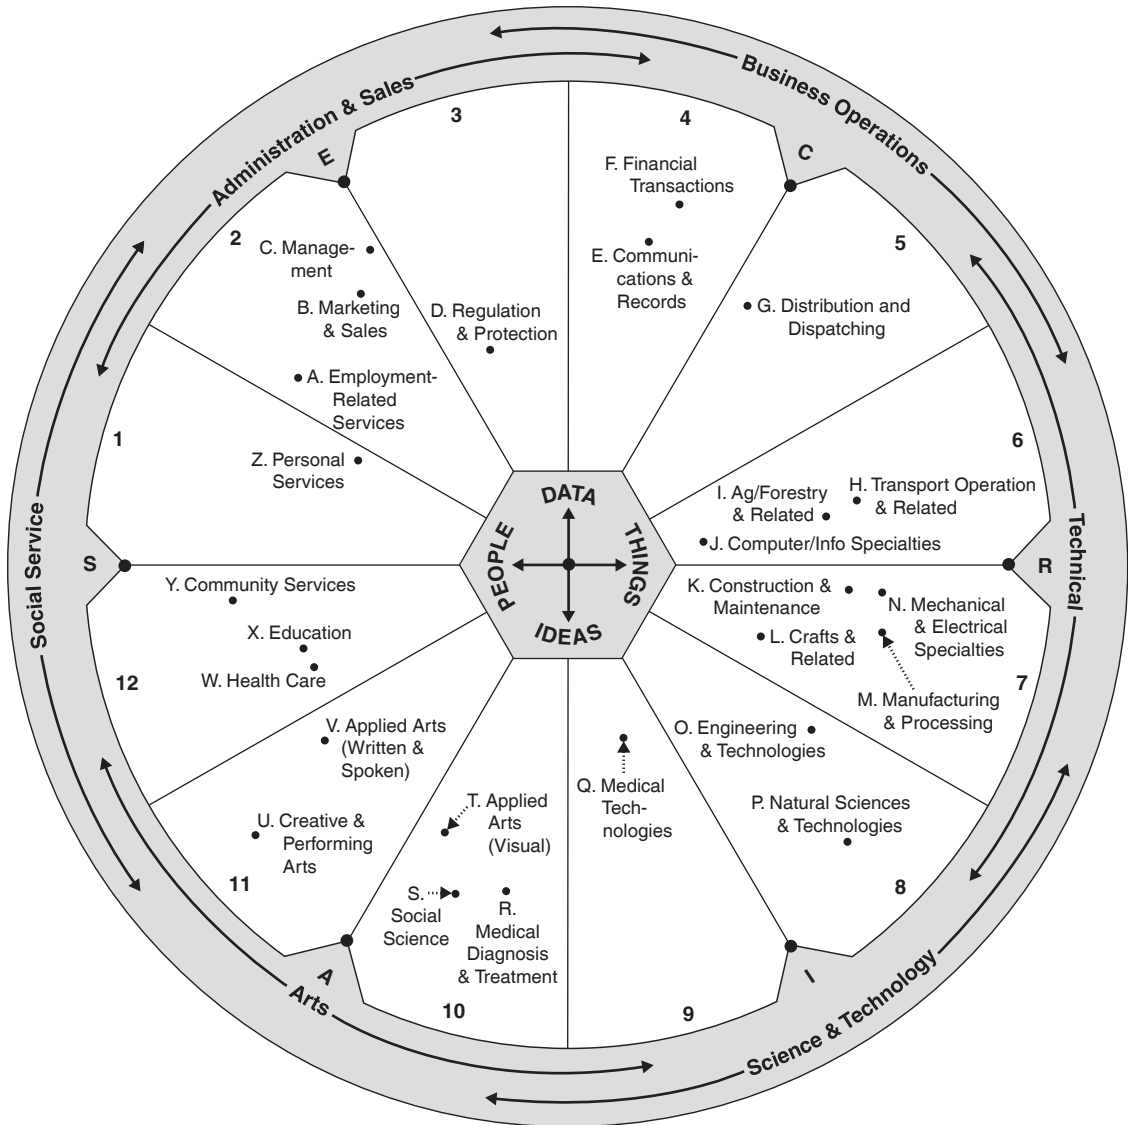 Administration & Sales
Business Operations
Technical
Science & Technology
Arts
Social Service
E
C
R
I
A
S
DATA
THINGS
IDEAS
PEOPLE
1
Z. Personal
Services
2
C. Manage-
ment
B. Marketing
& Sales
A. Employment-
Related
Services
3
D. Regulation
& Protection
4
F. Financial
Transactions
E. Communi-
cations &
Records
5
G. Distribution and
Dispatching
6
H. Transport Operation
& Related
I. Ag/Forestry
& Related
J. Computer/Info Specialties
7
K. Construction &
Maintenance
N. Mechanical
& Electrical
Specialties
L. Crafts &
Related
M. Manufacturing
& Processing
8
O. Engineering
& Technologies
P. Natural Sciences
& Technologies
9
Q. Medical
Tech-
nologies
10
T. Applied
Arts
(Visual)
S.
Social
Science
R.
Medical
Diagnosis
& Treatment
11
V. Applied Arts
(Written &
Spoken)
U. Creative &
Performing
Arts
12
Y. Community Services
X. Education
W. Health Care